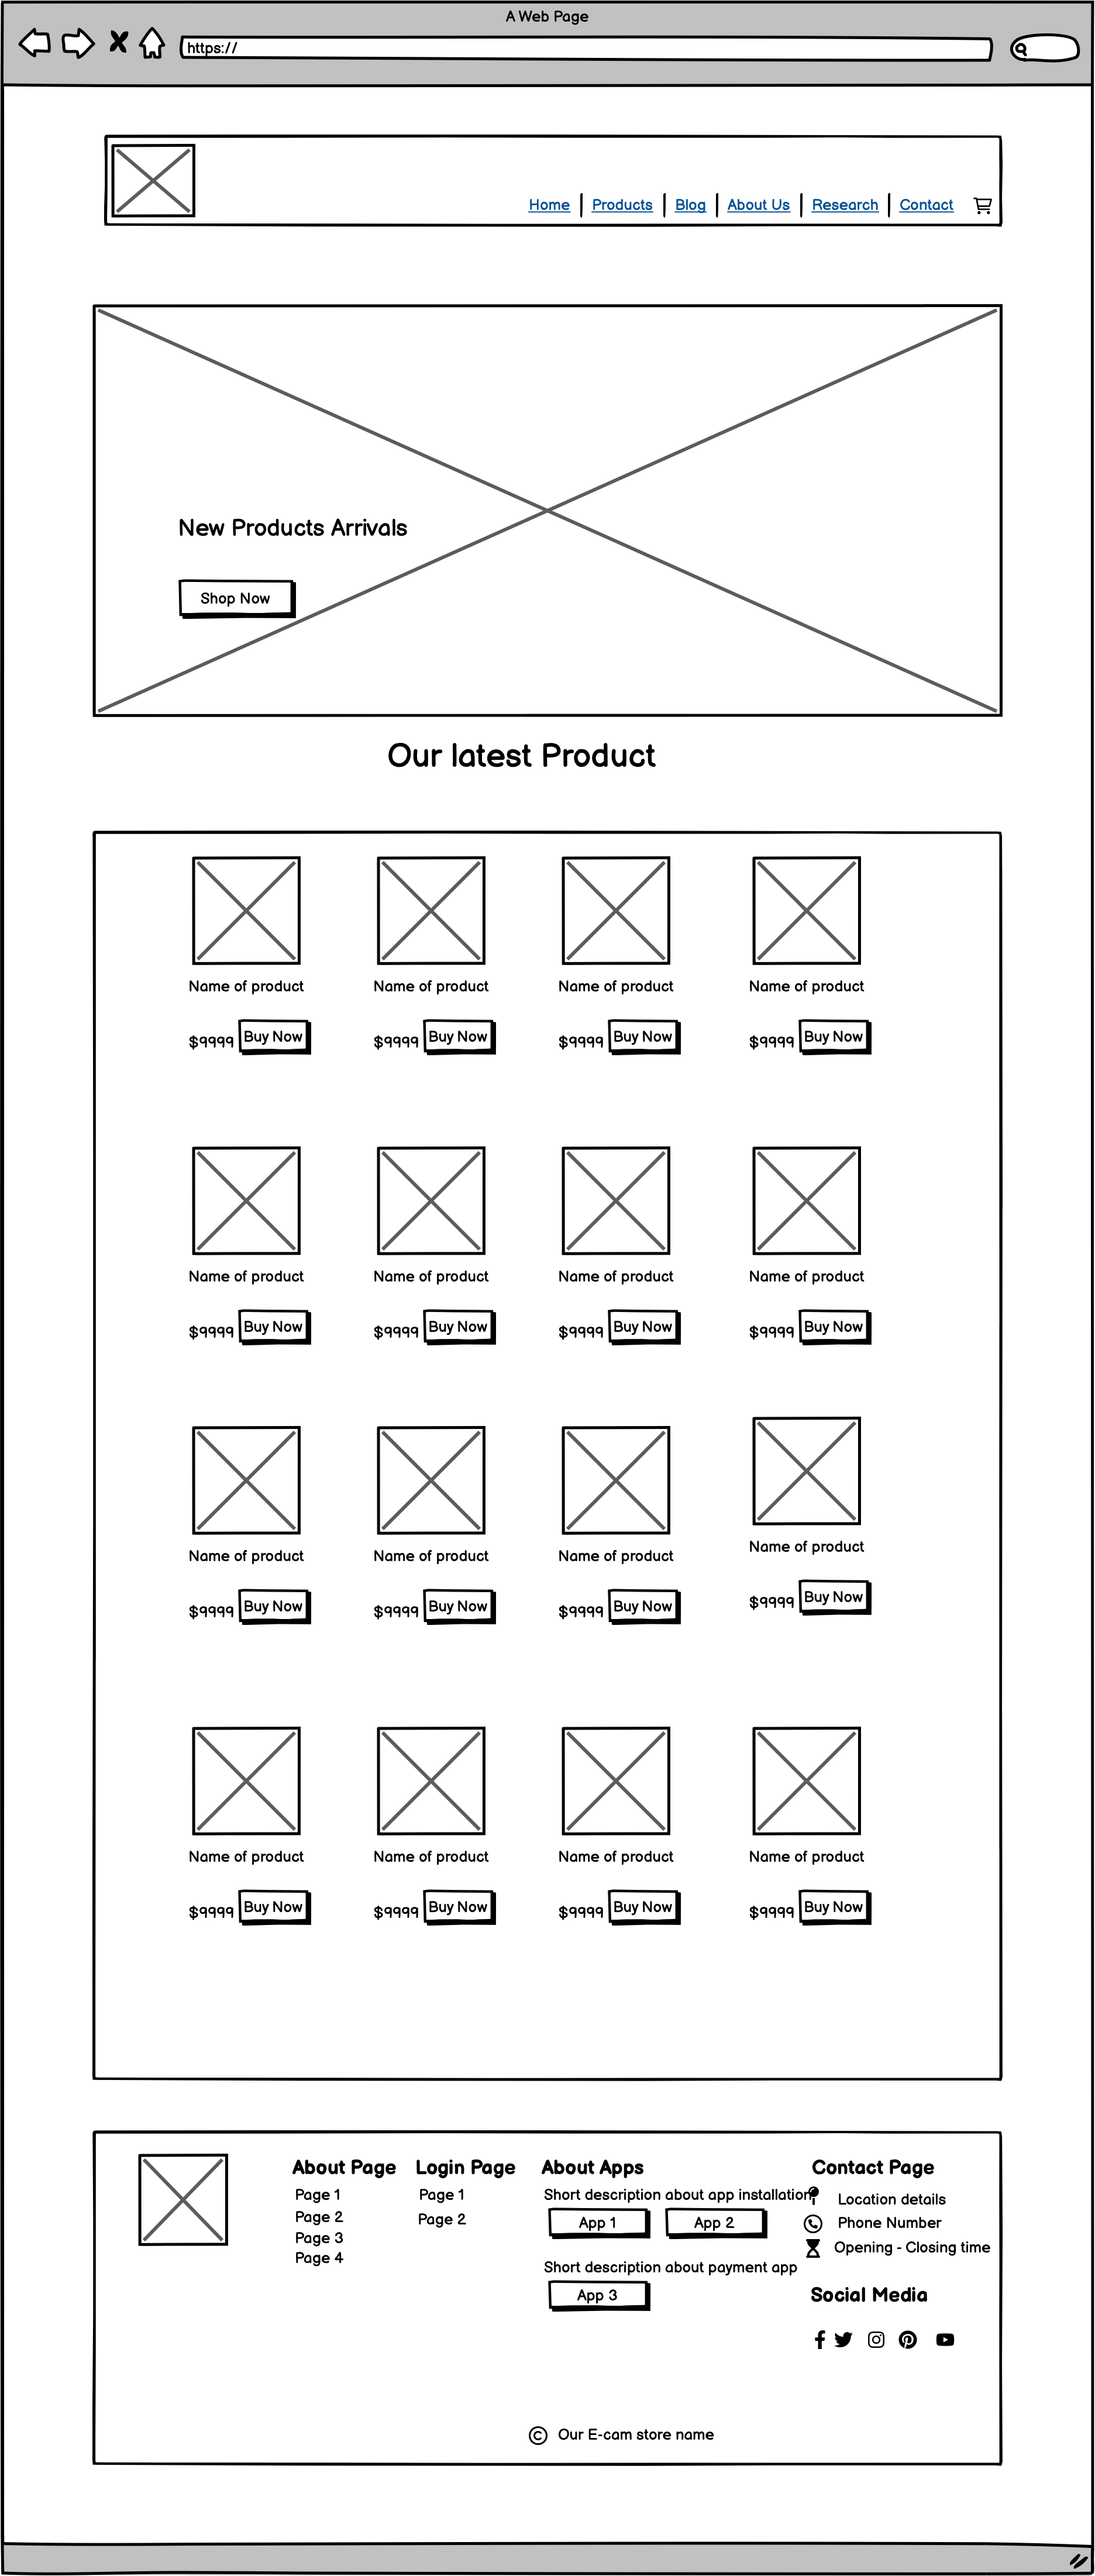 A Web Page
https://
Home Products Blog About Us Research Contact
New Products Arrivals
Shop Now
Our latest Product
Name of product Name of product Name of product Name of product
$9999 Buy Now $9999 Buy Now $9999 Buy Now $9999 Buy Now
Name of product Name of product Name of product Name of product
$9999 Buy Now $9999 Buy Now $9999 Buy Now $9999 Buy Now
Name of product Name of product Name of product Name of product
$9999 Buy Now $9999 Buy Now $9999 Buy Now $9999 Buy Now
Name of product Name of product Name of product Name of product
$9999 Buy Now $9999 Buy Now $9999 Buy Now $9999 Buy Now
About Page
Page 1
Page 2
Page 3
Page 4
Login Page
Page 1
Page 2
About Apps
Short description about app installation
App 1 App 2
Short description about payment app
App 3
Contact Page
Location details
Phone Number
Opening - Closing time
Social Media
© Our E-cam store name